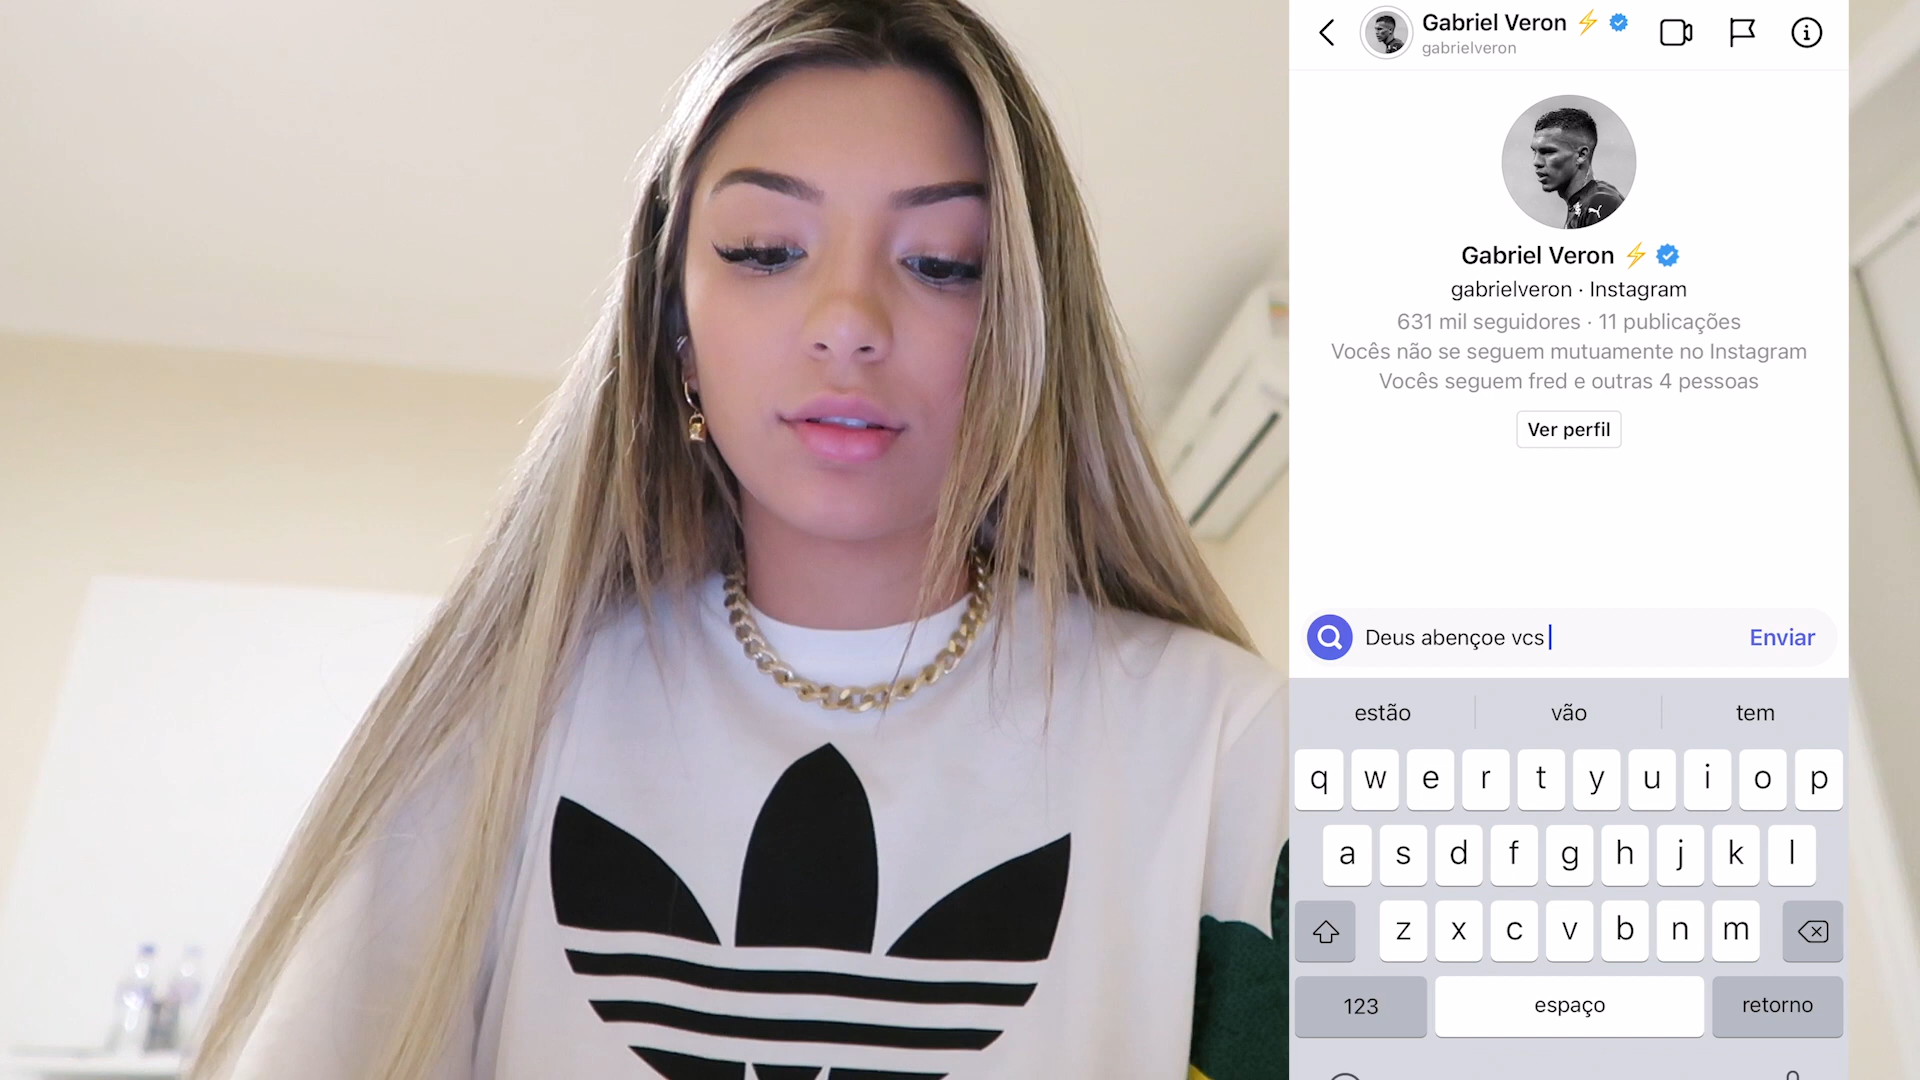 Gabriel Veron ⚡
gabrielveron
Gabriel Veron ⚡
gabrielveron · Instagram
631 mil seguidores · 11 publicações
Vocês não se seguem mutuamente no Instagram
Vocês seguem fred e outras 4 pessoas
Ver perfil
Deus abençoe vcs
Enviar
estão vão tem
q w e r t y u i o p
a s d f g h j k l
z x c v b n m
123 espaço retorno